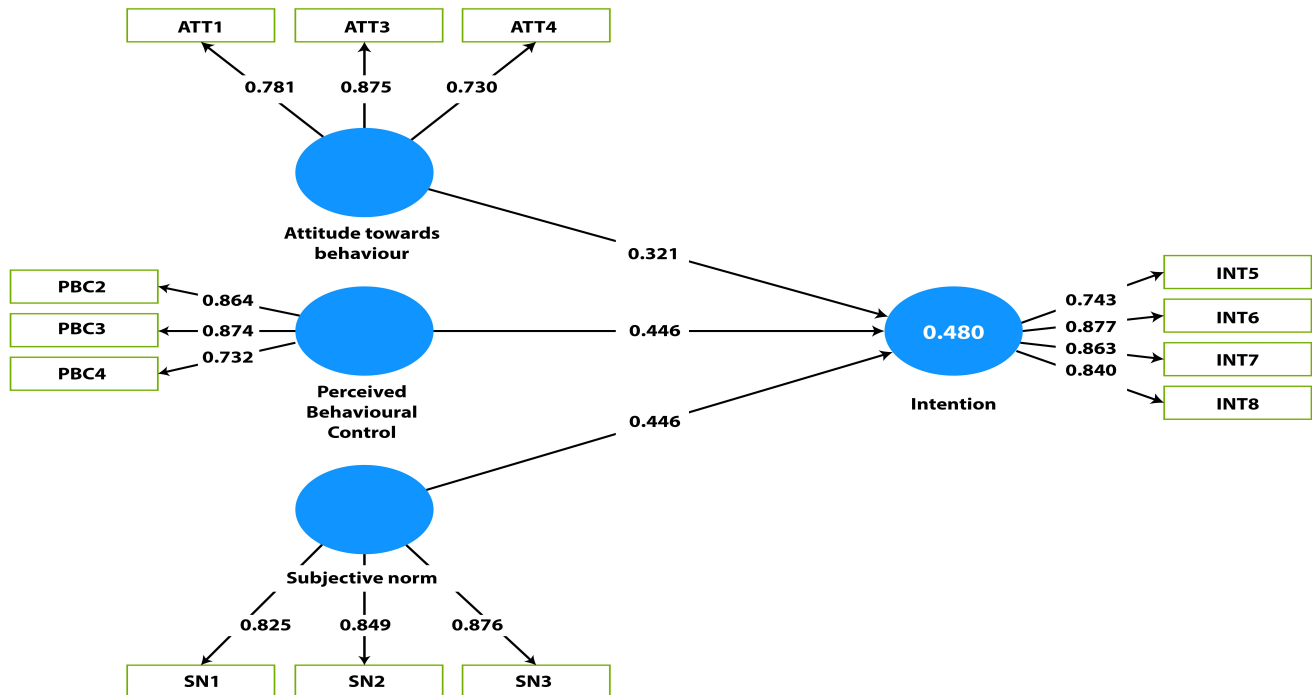 ATT1
ATT3
ATT4
0.781
0.875
0.730
Attitude towards
behaviour
0.321
PBC2
PBC3
PBC4
0.864
0.874
0.732
Perceived
Behavioural
Control
0.446
0.446
0.480
Intention
0.743
0.877
0.863
0.840
INT5
INT6
INT7
INT8
Subjective norm
0.825
0.849
0.876
SN1
SN2
SN3